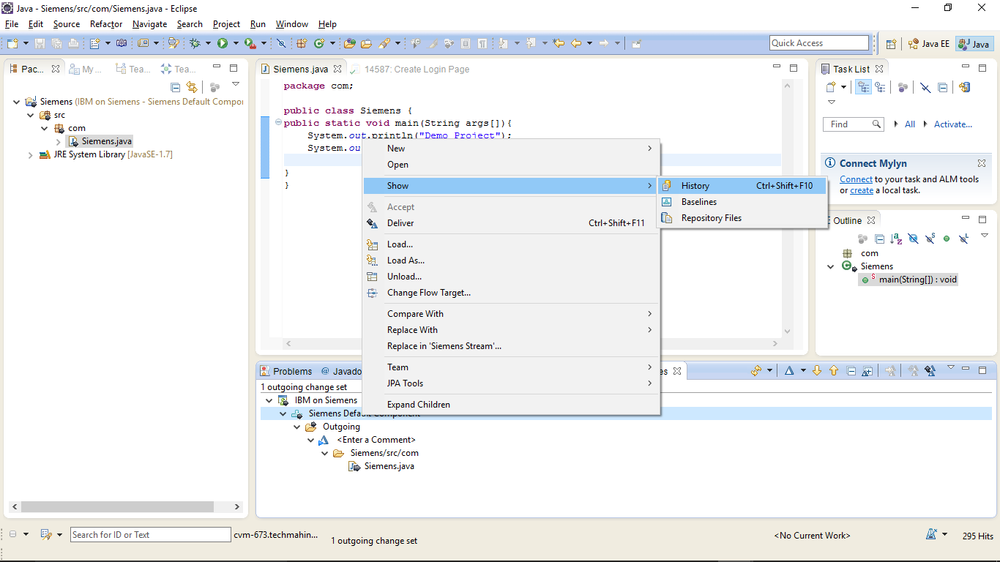 Java - Siemens/src/com/Siemens.java - Eclipse
File Edit Source Refactor Navigate Search Project Run Window Help
Quick Access
Java EE
Java
Pac...
My ...
Tea...
Tea...
Siemens (IBM on Siemens - Siemens Default Compo
src
com
Siemens.java
JRE System Library [JavaSE-1.7]
Siemens.java
14587: Create Login Page
package com;
public class Siemens {
public static void main(String args[]){
System.out.println("Demo Project");
System.ou
}
}
New
Open
Show
Accept
Deliver Ctrl+Shift+F11
Load...
Load As...
Unload...
Change Flow Target...
Compare With
Replace With
Replace in 'Siemens Stream'...
Team
JPA Tools
Expand Children
History Ctrl+Shift+F10
Baselines
Repository Files
Task List
Find
All
Activate...
Connect Mylyn
Connect to your task and ALM tools
or create a local task.
Outline
com
Siemens
main(String[]) : void
Problems
@ Javado
es
1 outgoing change set
IBM on Siemens
Siemens Default Component
Outgoing
<Enter a Comment>
Siemens/src/com
Siemens.java
Search for ID or Text
cvm-673.techmahin...
1 outgoing change set
<No Current Work>
295 Hits